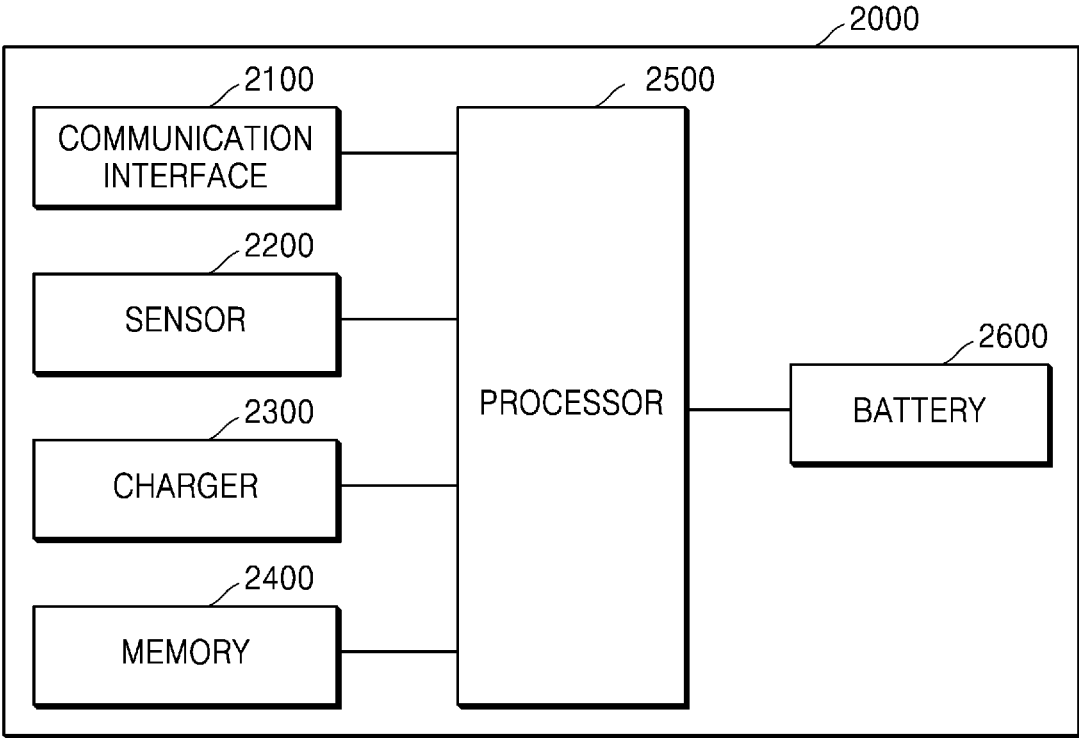 2000
2100
COMMUNICATION
INTERFACE
2200
SENSOR
2300
CHARGER
2400
MEMORY
2500
PROCESSOR
2600
BATTERY